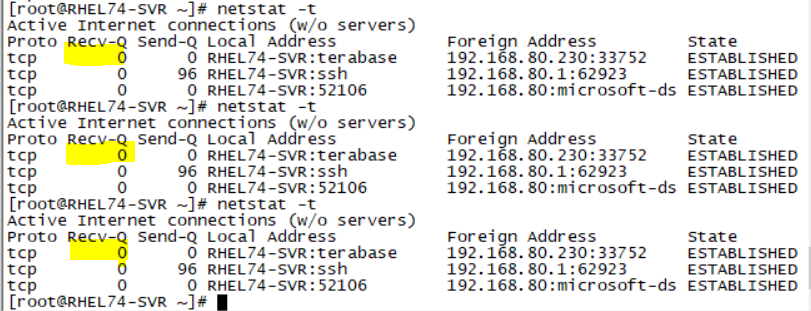 [root@RHEL74-SVR ~]# netstat -t
Active Internet connections (w/o servers)
Proto Recv-Q Send-Q Local Address Foreign Address State
tcp 0 0 RHEL74-SVR:terabase 192.168.80.230:33752 ESTABLISHED
tcp 0 96 RHEL74-SVR:ssh 192.168.80.1:62923 ESTABLISHED
tcp 0 0 RHEL74-SVR:52106 192.168.80:microsoft-ds ESTABLISHED
[root@RHEL74-SVR ~]# netstat -t
Active Internet connections (w/o servers)
Proto Recv-Q Send-Q Local Address Foreign Address State
tcp 0 0 RHEL74-SVR:terabase 192.168.80.230:33752 ESTABLISHED
tcp 0 96 RHEL74-SVR:ssh 192.168.80.1:62923 ESTABLISHED
tcp 0 0 RHEL74-SVR:52106 192.168.80:microsoft-ds ESTABLISHED
[root@RHEL74-SVR ~]# netstat -t
Active Internet connections (w/o servers)
Proto Recv-Q Send-Q Local Address Foreign Address State
tcp 0 0 RHEL74-SVR:terabase 192.168.80.230:33752 ESTABLISHED
tcp 0 96 RHEL74-SVR:ssh 192.168.80.1:62923 ESTABLISHED
tcp 0 0 RHEL74-SVR:52106 192.168.80:microsoft-ds ESTABLISHED
[root@RHEL74-SVR ~]#